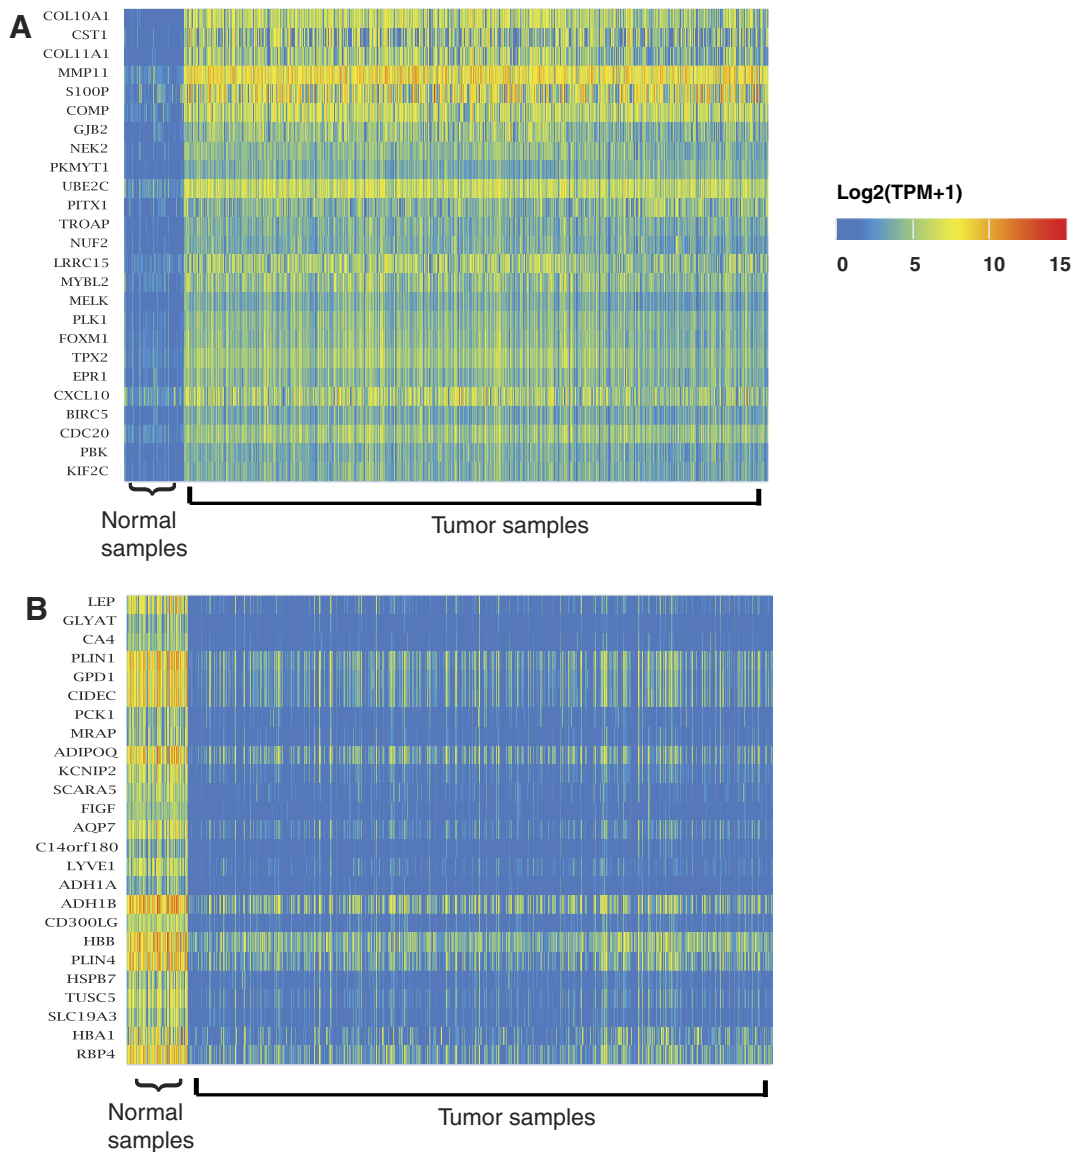 A
COL10A1
CST1
COL11A1
MMP11
S100P
COMP
GJB2
NEK2
PKMYT1
UBE2C
PITX1
TROAP
NUF2
LRRC15
MYBL2
MELK
PLK1
FOXM1
TPX2
EPR1
CXCL10
BIRC5
CDC20
PBK
KIF2C
Normal
samples
Tumor samples
Log2(TPM+1)
0 5 10 15
B
LEP
GLYAT
CA4
PLIN1
GPD1
CIDEC
PCK1
MRAP
ADIPOQ
KCNIP2
SCARA5
FIGF
AQP7
C14orf180
LYVE1
ADH1A
ADH1B
CD300LG
HBB
PLIN4
HSPB7
TUSC5
SLC19A3
HBA1
RBP4
Normal
samples
Tumor samples